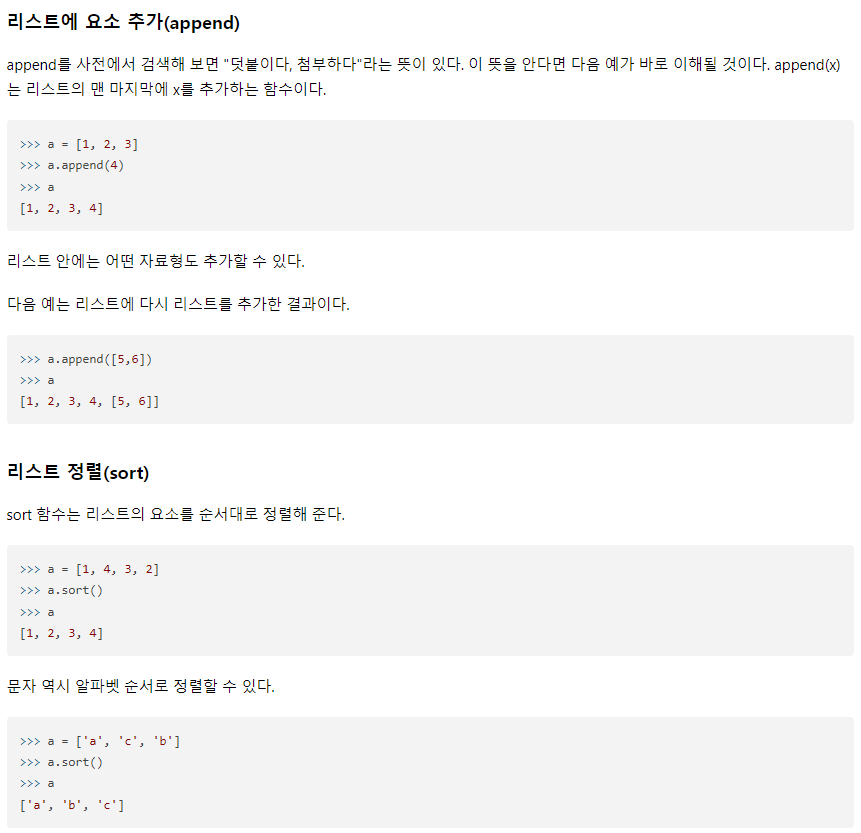 리스트에 요소 추가(append)
append를 사전에서 검색해 보면 "덧붙이다, 첨부하다"라는 뜻이 있다. 이 뜻을 안다면 다음 예가 바로 이해될 것이다. append(x)
는 리스트의 맨 마지막에 x를 추가하는 함수이다.
>>> a = [1, 2, 3]
>>> a.append(4)
>>> a
[1, 2, 3, 4]
리스트 안에는 어떤 자료형도 추가할 수 있다.
다음 예는 리스트에 다시 리스트를 추가한 결과이다.
>>> a.append([5,6])
>>> a
[1, 2, 3, 4, [5, 6]]
리스트 정렬(sort)
sort 함수는 리스트의 요소를 순서대로 정렬해 준다.
>>> a = [1, 4, 3, 2]
>>> a.sort()
>>> a
[1, 2, 3, 4]
문자 역시 알파벳 순서로 정렬할 수 있다.
>>> a = ['a', 'c', 'b']
>>> a.sort()
>>> a
['a', 'b', 'c']